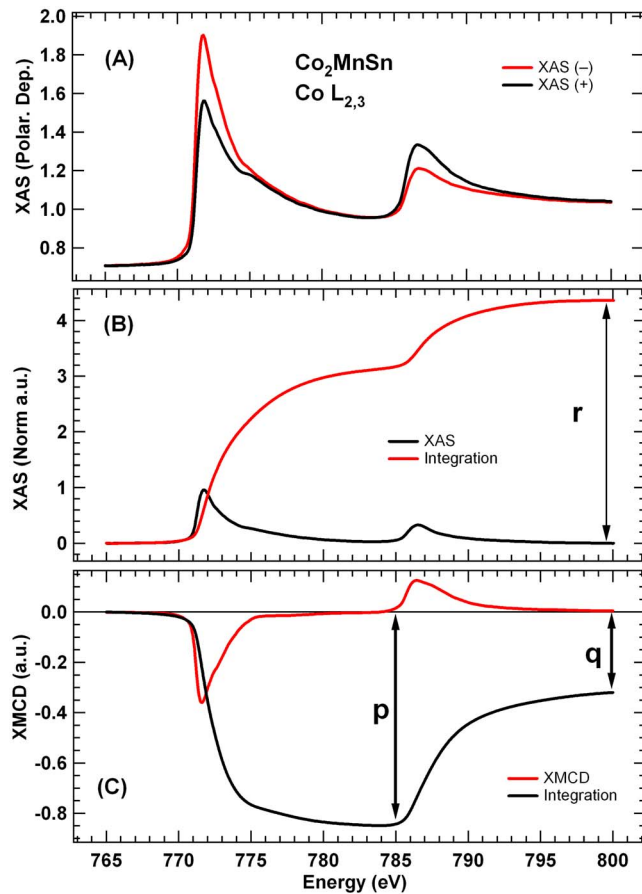 2.0
1.8
1.6
1.4
1.2
1.0
0.8
XAS (Polar. Dep.)
(A)
Co₂MnSn
Co L₂,₃
XAS (–)
XAS (+)
4
3
2
1
0
XAS (Norm a.u.)
(B)
XAS
Integration
r
0.0
-0.2
-0.4
-0.6
-0.8
XMCD (a.u.)
(C)
p
q
XMCD
Integration
765 770 775 780 785 790 795 800
Energy (eV)